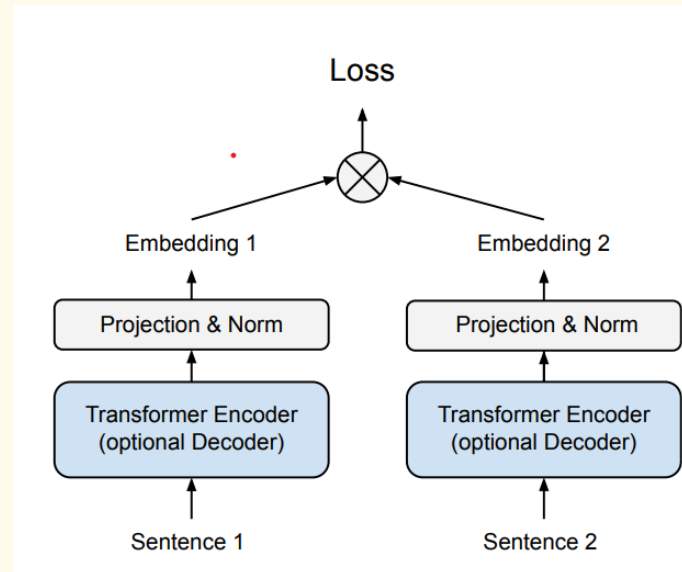 Loss
Embedding 1
Embedding 2
Projection & Norm
Projection & Norm
Transformer Encoder
(optional Decoder)
Transformer Encoder
(optional Decoder)
Sentence 1
Sentence 2